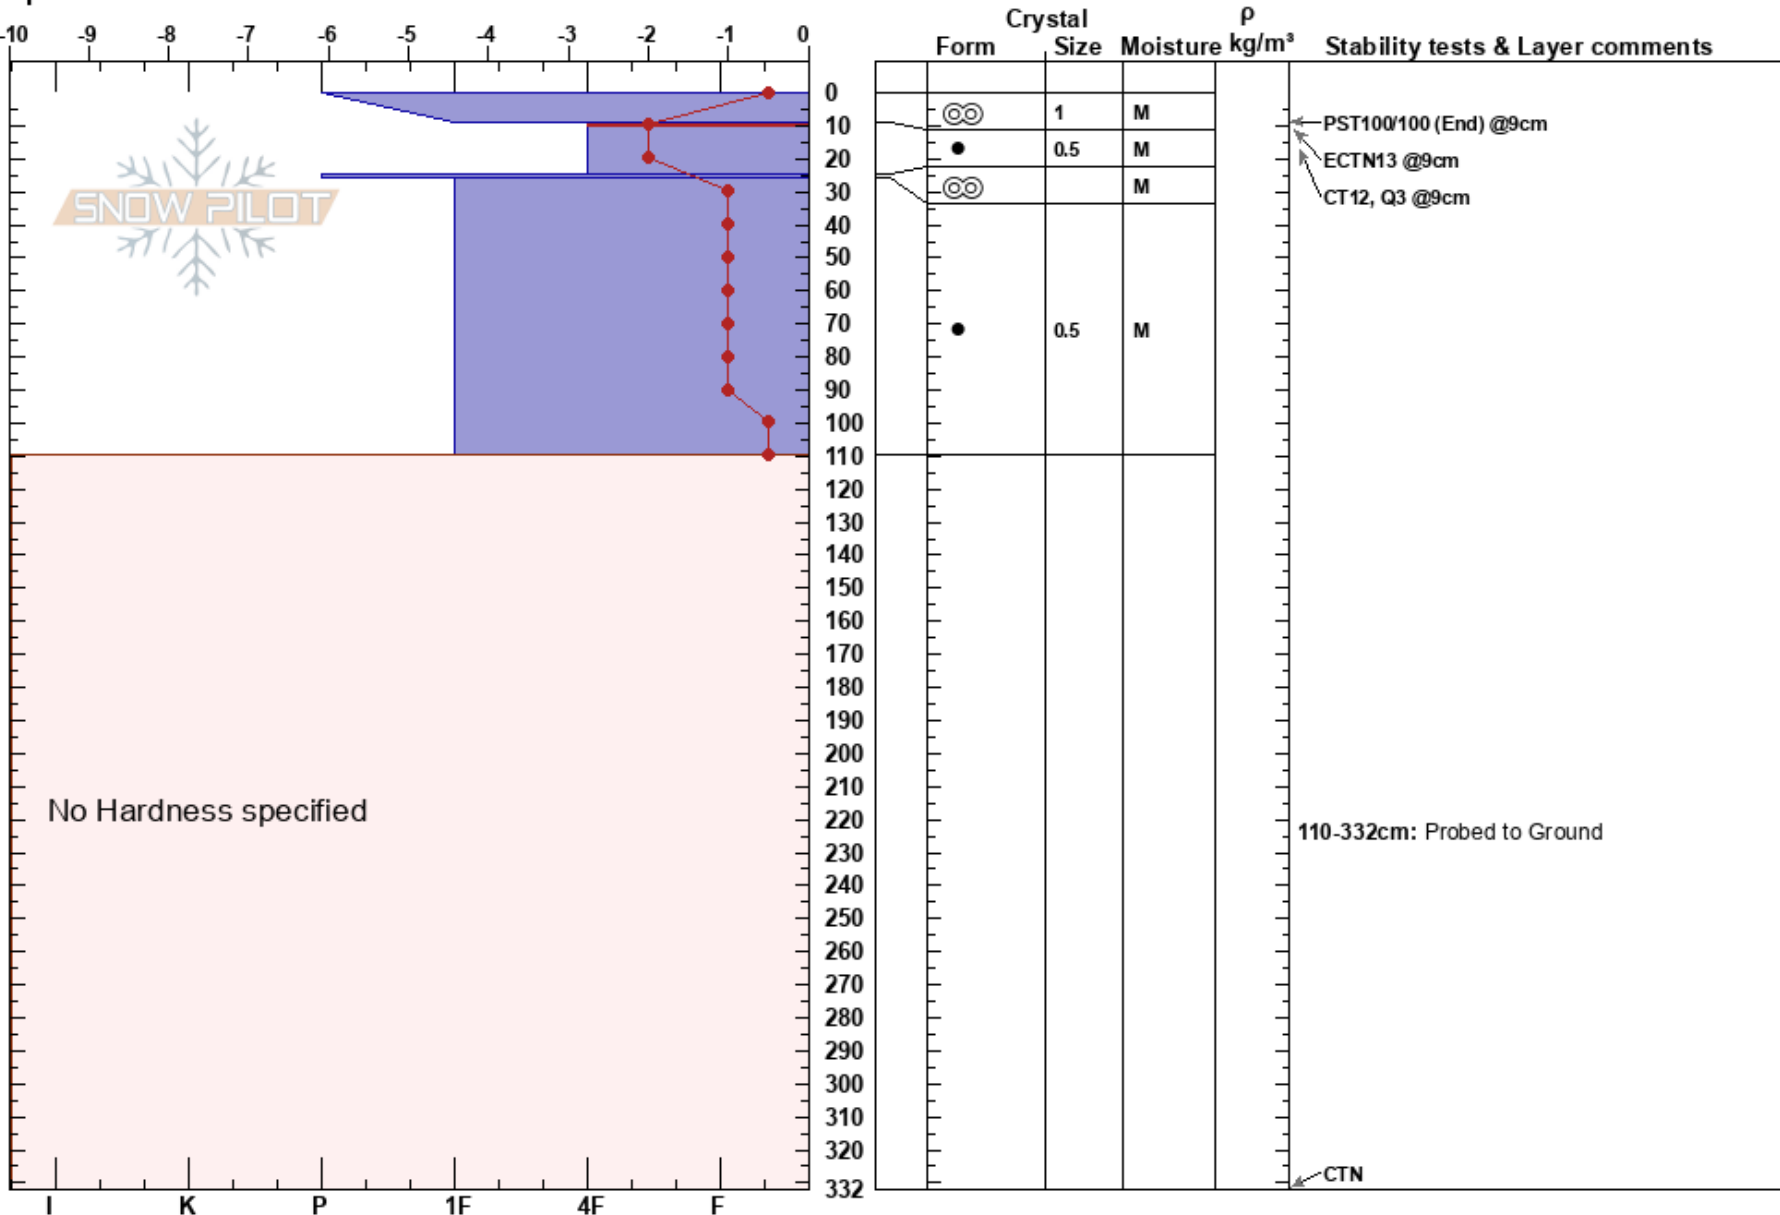 Crystal ρ
Form Size Moisture kg/m³ Stability tests & Layer comments
-10 -9 -8 -7 -6 -5 -4 -3 -2 -1 0
SNOW PILOT
0
10
20
30
40
50
60
70
80
90
100
110
120
130
140
150
160
170
180
190
200
210
220
230
240
250
260
270
280
290
300
310
320
332
1 M
0.5 M
M
0.5 M
PST100/100 (End) @9cm
ECTN13 @9cm
CT12, Q3 @9cm
No Hardness specified
110-332cm: Probed to Ground
CTN
I K P 1F 4F F